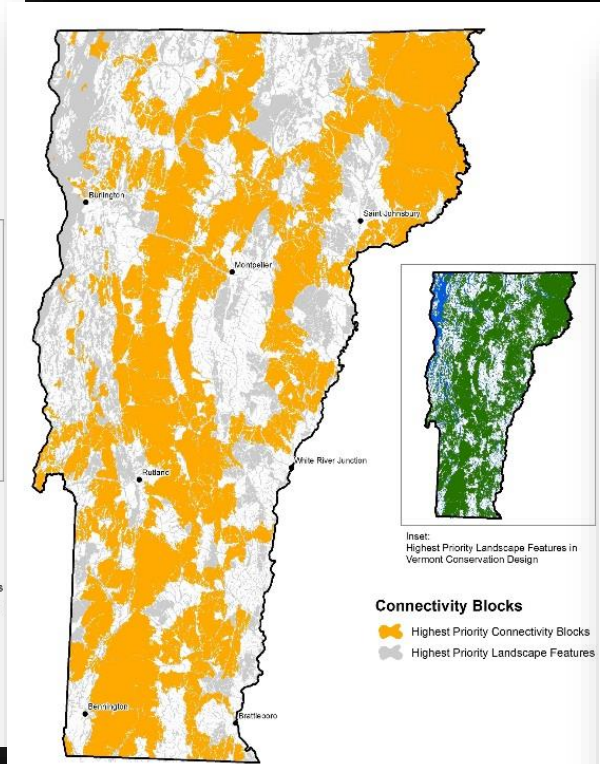 Burlington
Saint Johnsbury
Montpelier
White River Junction
Rutland
Bennington
Brattleboro
Inset:
Highest Priority Landscape Features in
Vermont Conservation Design
Connectivity Blocks
Highest Priority Connectivity Blocks
Highest Priority Landscape Features